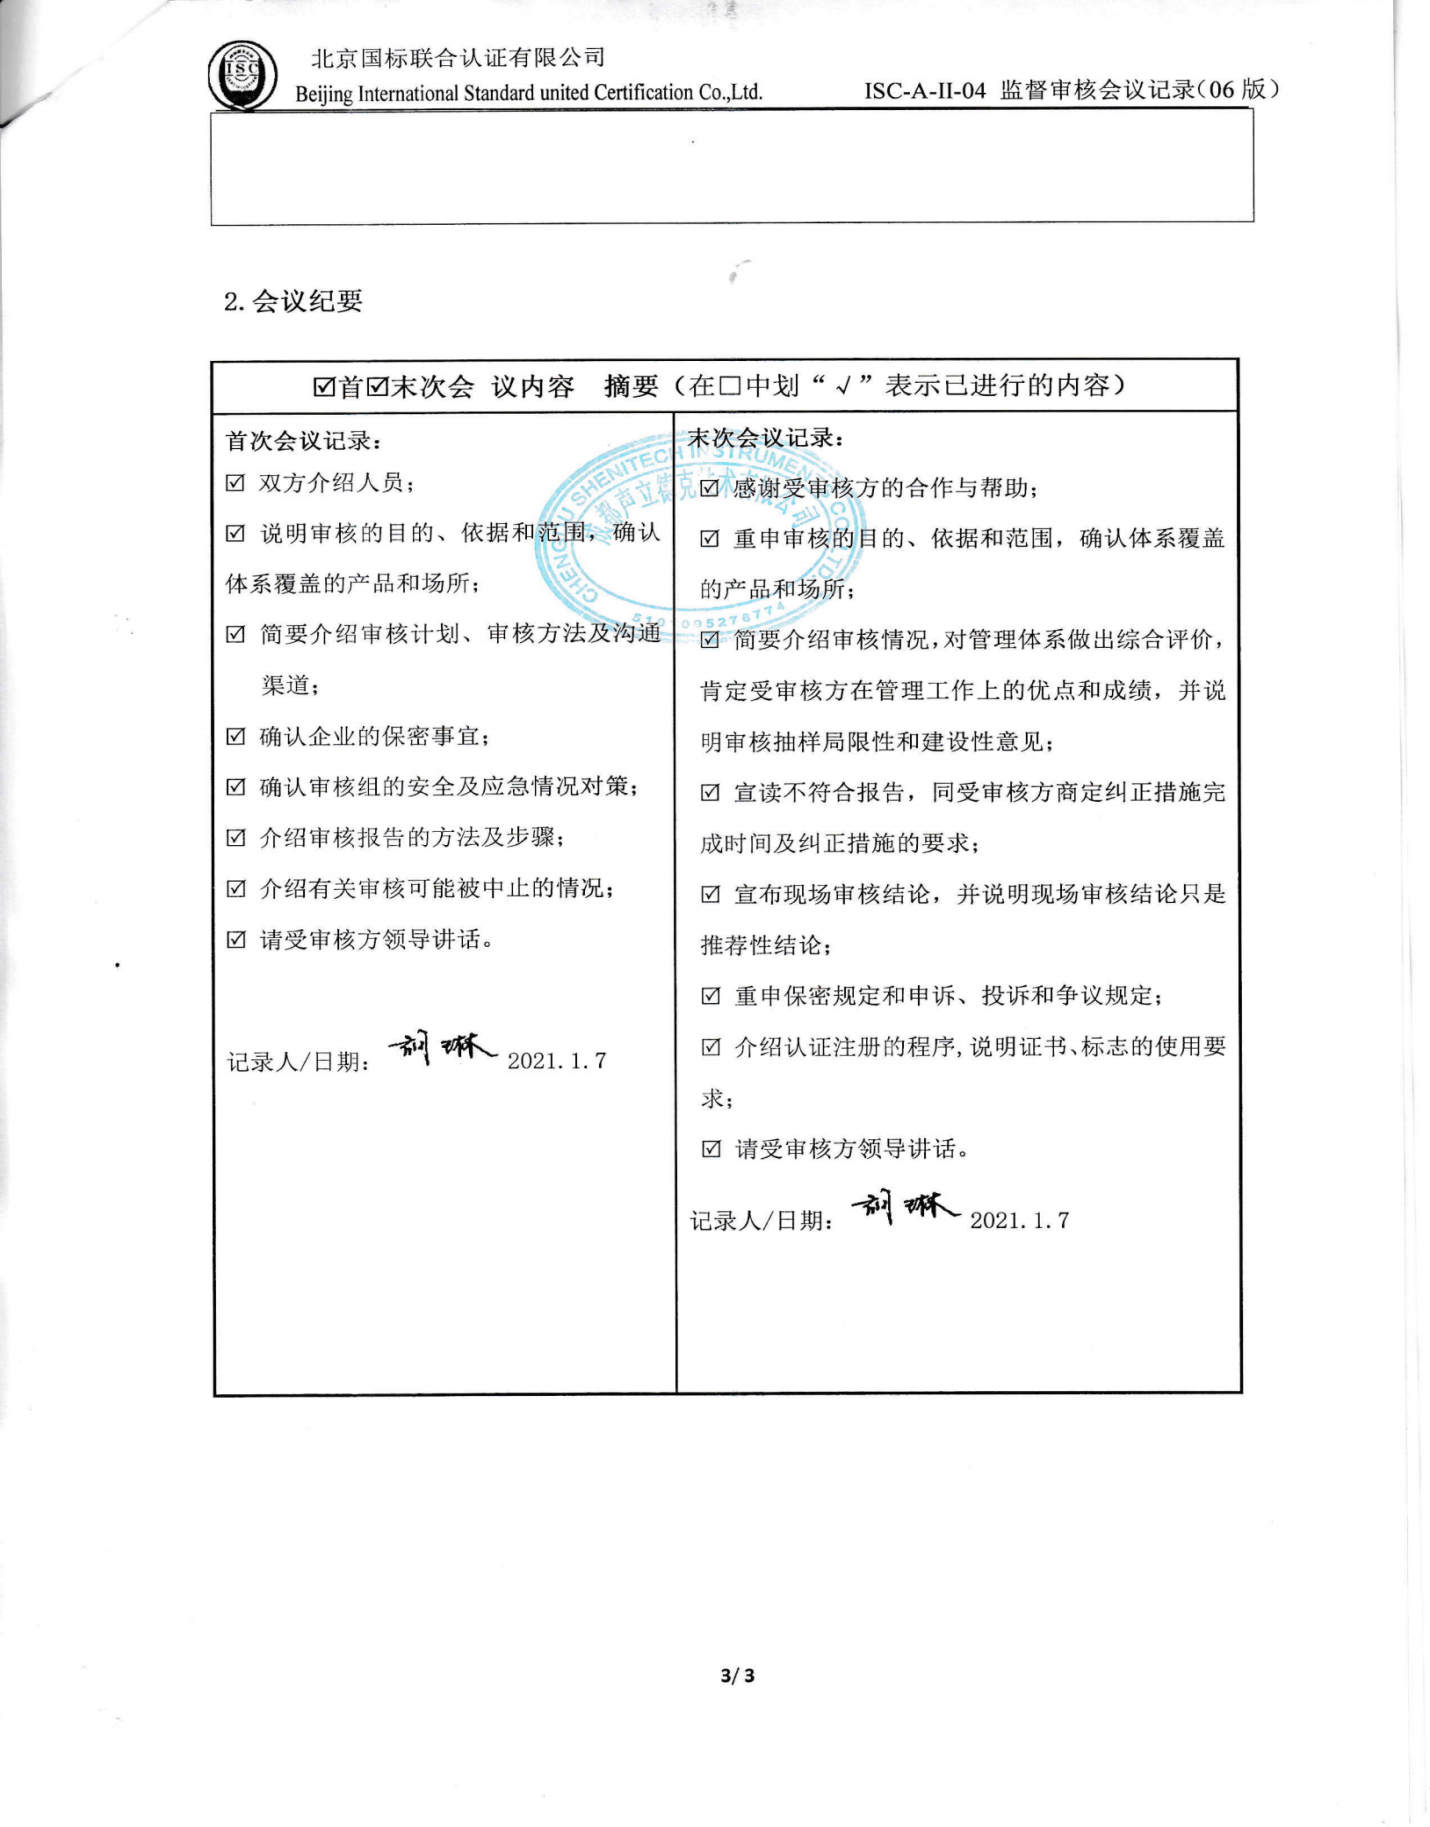 ISC
北京国标联合认证有限公司
Beijing International Standard united Certification Co.,Ltd.
ISC-A-II-04 监督审核会议记录(06 版)
2. 会议纪要
☑首☑末次会 议内容 摘要（在□中划“√”表示已进行的内容）
首次会议记录：
☑ 双方介绍人员；
☑ 说明审核的目的、依据和范围，确认
体系覆盖的产品和场所；
☑ 简要介绍审核计划、审核方法及沟通
渠道；
☑ 确认企业的保密事宜；
☑ 确认审核组的安全及应急情况对策；
☑ 介绍审核报告的方法及步骤；
☑ 介绍有关审核可能被中止的情况；
☑ 请受审核方领导讲话。
记录人/日期： 2021.1.7
末次会议记录：
☑ 感谢受审核方的合作与帮助；
☑ 重申审核的目的、依据和范围，确认体系覆盖
的产品和场所；
☑ 简要介绍审核情况，对管理体系做出综合评价，
肯定受审核方在管理工作上的优点和成绩，并说
明审核抽样局限性和建设性意见；
☑ 宣读不符合报告，同受审核方商定纠正措施完
成时间及纠正措施的要求；
☑ 宣布现场审核结论，并说明现场审核结论只是
推荐性结论；
☑ 重申保密规定和申诉、投诉和争议规定；
☑ 介绍认证注册的程序，说明证书、标志的使用要
求；
☑ 请受审核方领导讲话。
记录人/日期： 2021.1.7
CHENGDU SHENITECH INSTRUMENTS CO., LTD.
成都声立德克技术有限公司
5101095276774
3/3